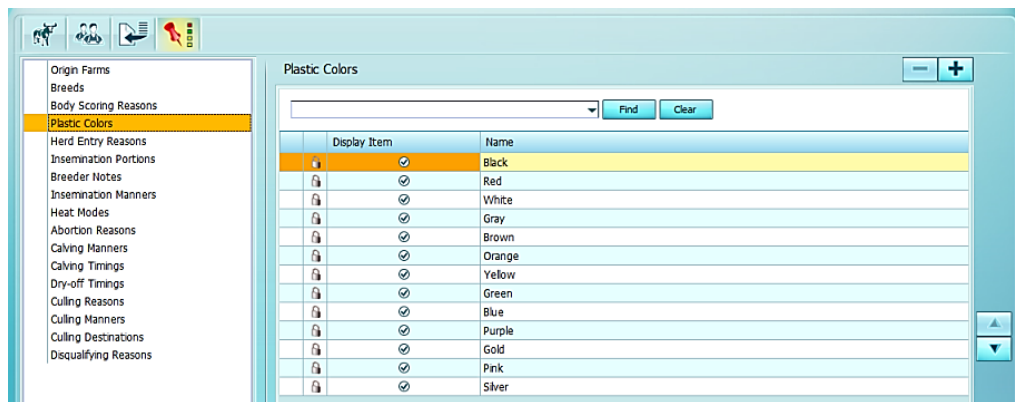 Origin Farms
Breeds
Body Scoring Reasons
Plastic Colors
Herd Entry Reasons
Insemination Portions
Breeder Notes
Insemination Manners
Heat Modes
Abortion Reasons
Calving Manners
Calving Timings
Dry-off Timings
Culling Reasons
Culling Manners
Culling Destinations
Disqualifying Reasons
Plastic Colors
Find Clear
Display Item Name
Black
Red
White
Gray
Brown
Orange
Yellow
Green
Blue
Purple
Gold
Pink
Silver